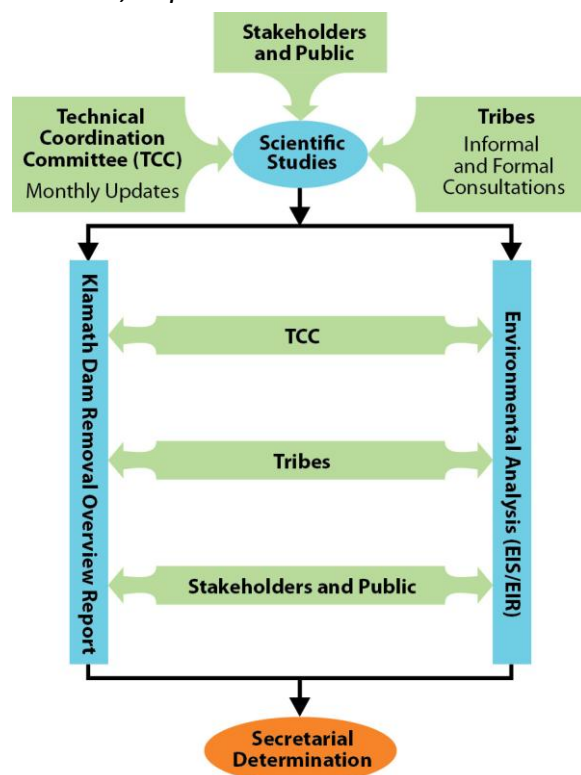 Stakeholders
and Public
Technical
Coordination
Committee (TCC)
Monthly Updates
Scientific
Studies
Tribes
Informal
and Formal
Consultations
Klamath Dam Removal Overview Report
TCC
Tribes
Stakeholders and Public
Environmental Analysis (EIS/EIR)
Secretarial
Determination